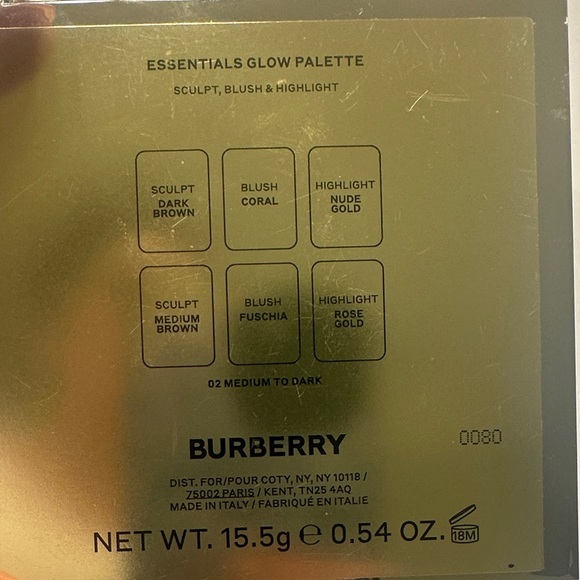 ESSENTIALS GLOW PALETTE
SCULPT, BLUSH & HIGHLIGHT
SCULPT
DARK
BROWN
BLUSH
CORAL
HIGHLIGHT
NUDE
GOLD
SCULPT
MEDIUM
BROWN
BLUSH
FUSCHIA
HIGHLIGHT
ROSE
GOLD
02 MEDIUM TO DARK
BURBERRY
0080
DIST. FOR/POUR COTY, NY, NY 10118 /
75002 PARIS / KENT, TN25 4AQ
MADE IN ITALY / FABRIQUÉ EN ITALIE
NET WT. 15.5g ℮ 0.54 OZ.
18M